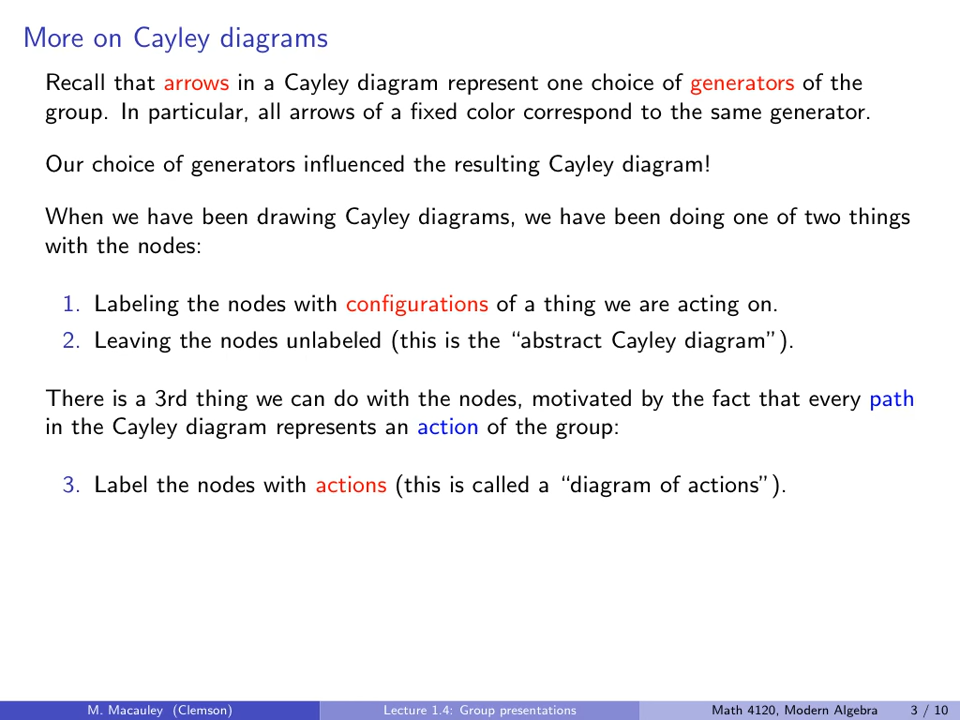 More on Cayley diagrams
Recall that arrows in a Cayley diagram represent one choice of generators of the
group. In particular, all arrows of a fixed color correspond to the same generator.
Our choice of generators influenced the resulting Cayley diagram!
When we have been drawing Cayley diagrams, we have been doing one of two things
with the nodes:
1. Labeling the nodes with configurations of a thing we are acting on.
2. Leaving the nodes unlabeled (this is the “abstract Cayley diagram”).
There is a 3rd thing we can do with the nodes, motivated by the fact that every path
in the Cayley diagram represents an action of the group:
3. Label the nodes with actions (this is called a “diagram of actions”).
M. Macauley (Clemson) Lecture 1.4: Group presentations Math 4120, Modern Algebra 3 / 10